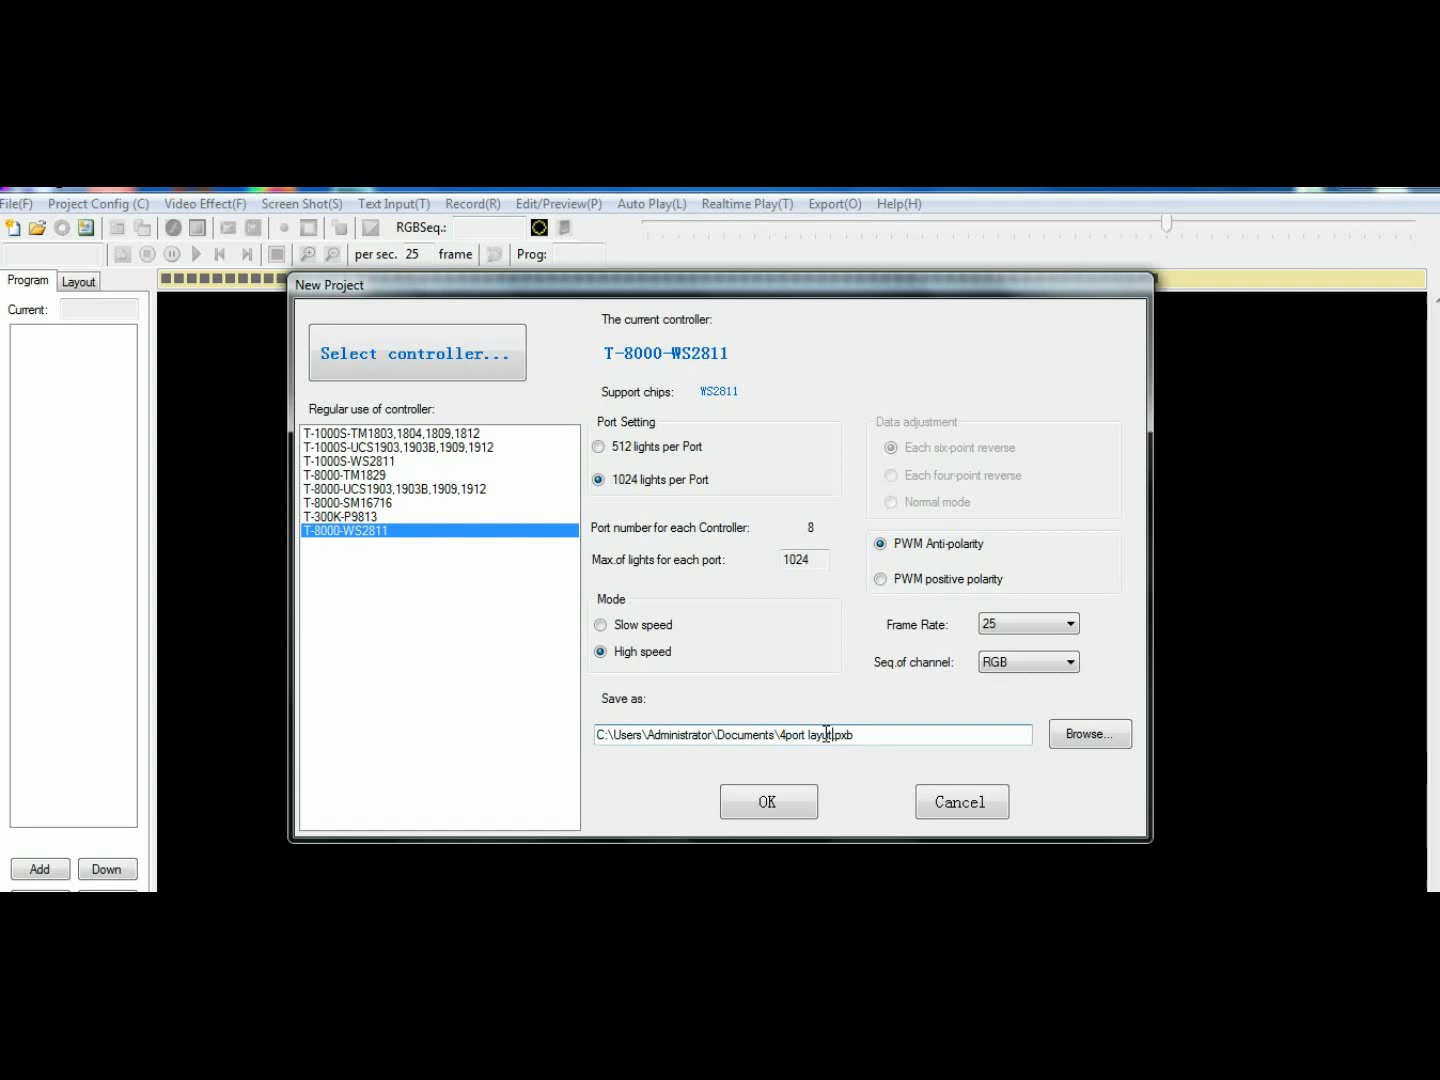 File(F) Project Config (C) Video Effect(F) Screen Shot(S) Text Input(T) Record(R) Edit/Preview(P) Auto Play(L) Realtime Play(T) Export(O) Help(H)
RGBSeq.:
per sec. 25 frame Prog:
Program Layout
Current:
Add Down
New Project
Select controller...
Regular use of controller:
T-1000S-TM1803,1804,1809,1812
T-1000S-UCS1903,1903B,1909,1912
T-1000S-WS2811
T-8000-TM1829
T-8000-UCS1903,1903B,1909,1912
T-8000-SM16716
T-300K-P9813
T-8000-WS2811
The current controller:
T-8000-WS2811
Support chips: WS2811
Port Setting
512 lights per Port
1024 lights per Port
Port number for each Controller: 8
Max.of lights for each port: 1024
Mode
Slow speed
High speed
Data adjustment
Each six-point reverse
Each four-point reverse
Normal mode
PWM Anti-polarity
PWM positive polarity
Frame Rate: 25
Seq.of channel: RGB
Save as:
C:\Users\Administrator\Documents\4port layut.pxb
Browse...
OK Cancel